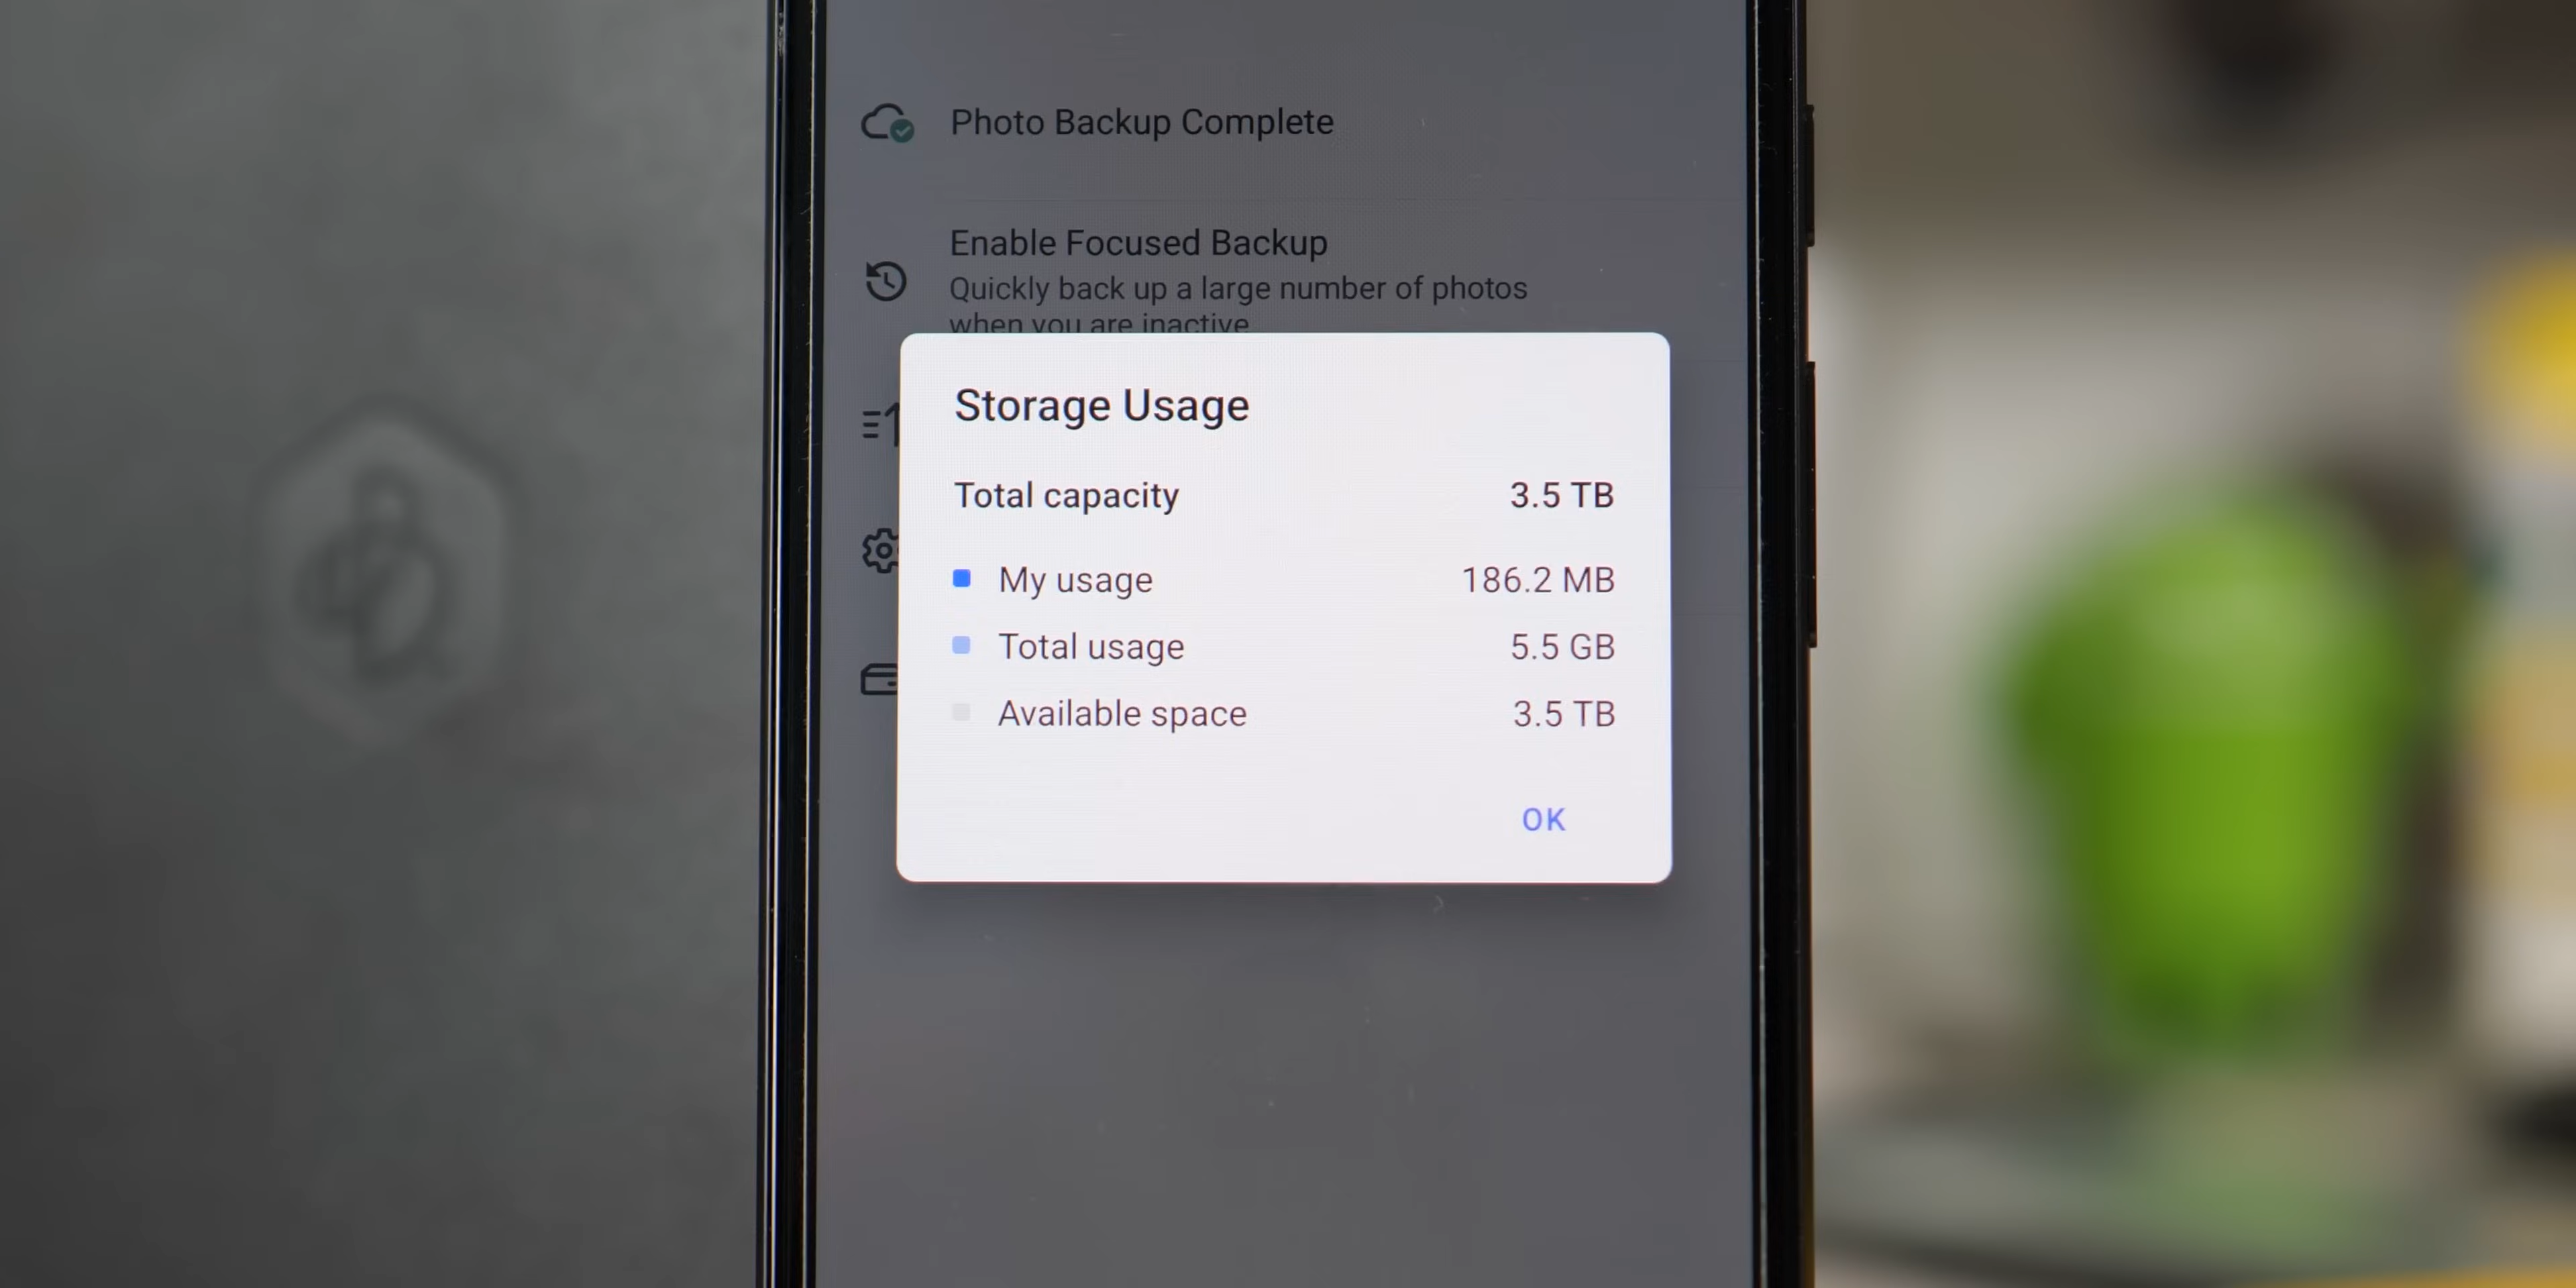 Photo Backup Complete
Enable Focused Backup
Quickly back up a large number of photos
when you are inactive
Storage Usage
Total capacity 3.5 TB
My usage 186.2 MB
Total usage 5.5 GB
Available space 3.5 TB
OK